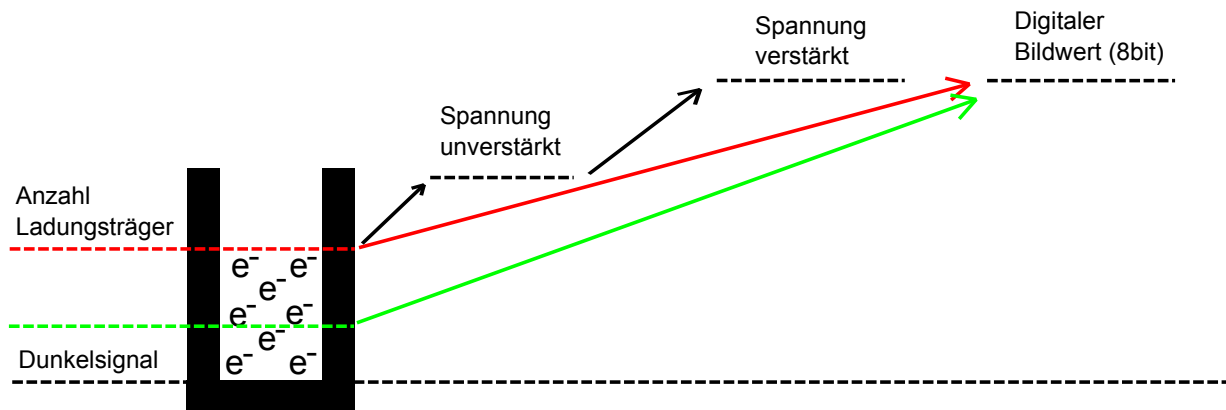 Spannung
verstärkt
Digitaler
Bildwert (8bit)
Spannung
unverstärkt
Anzahl
Ladungsträger
e⁻ e⁻
e⁻
e⁻ e⁻
e⁻
e⁻ e⁻
Dunkelsignal